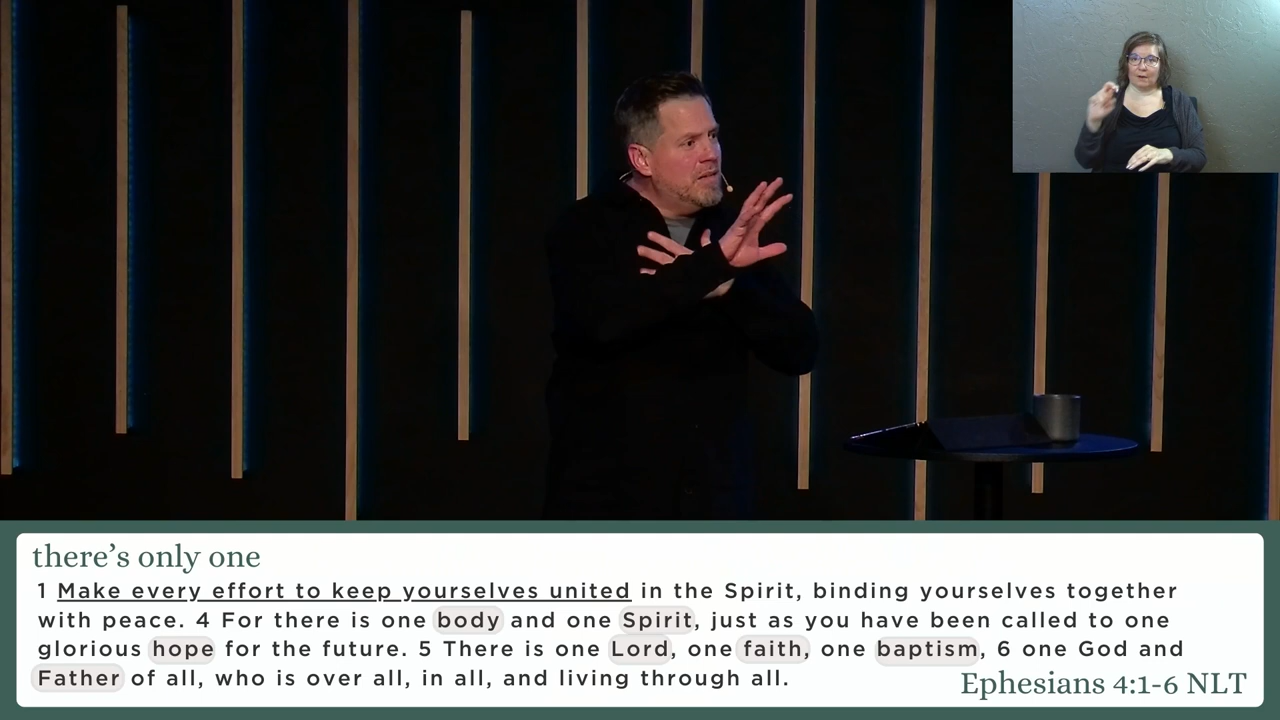 there's only one
1 Make every effort to keep yourselves united in the Spirit, binding yourselves together
with peace. 4 For there is one body and one Spirit, just as you have been called to one
glorious hope for the future. 5 There is one Lord, one faith, one baptism, 6 one God and
Father of all, who is over all, in all, and living through all.
Ephesians 4:1-6 NLT